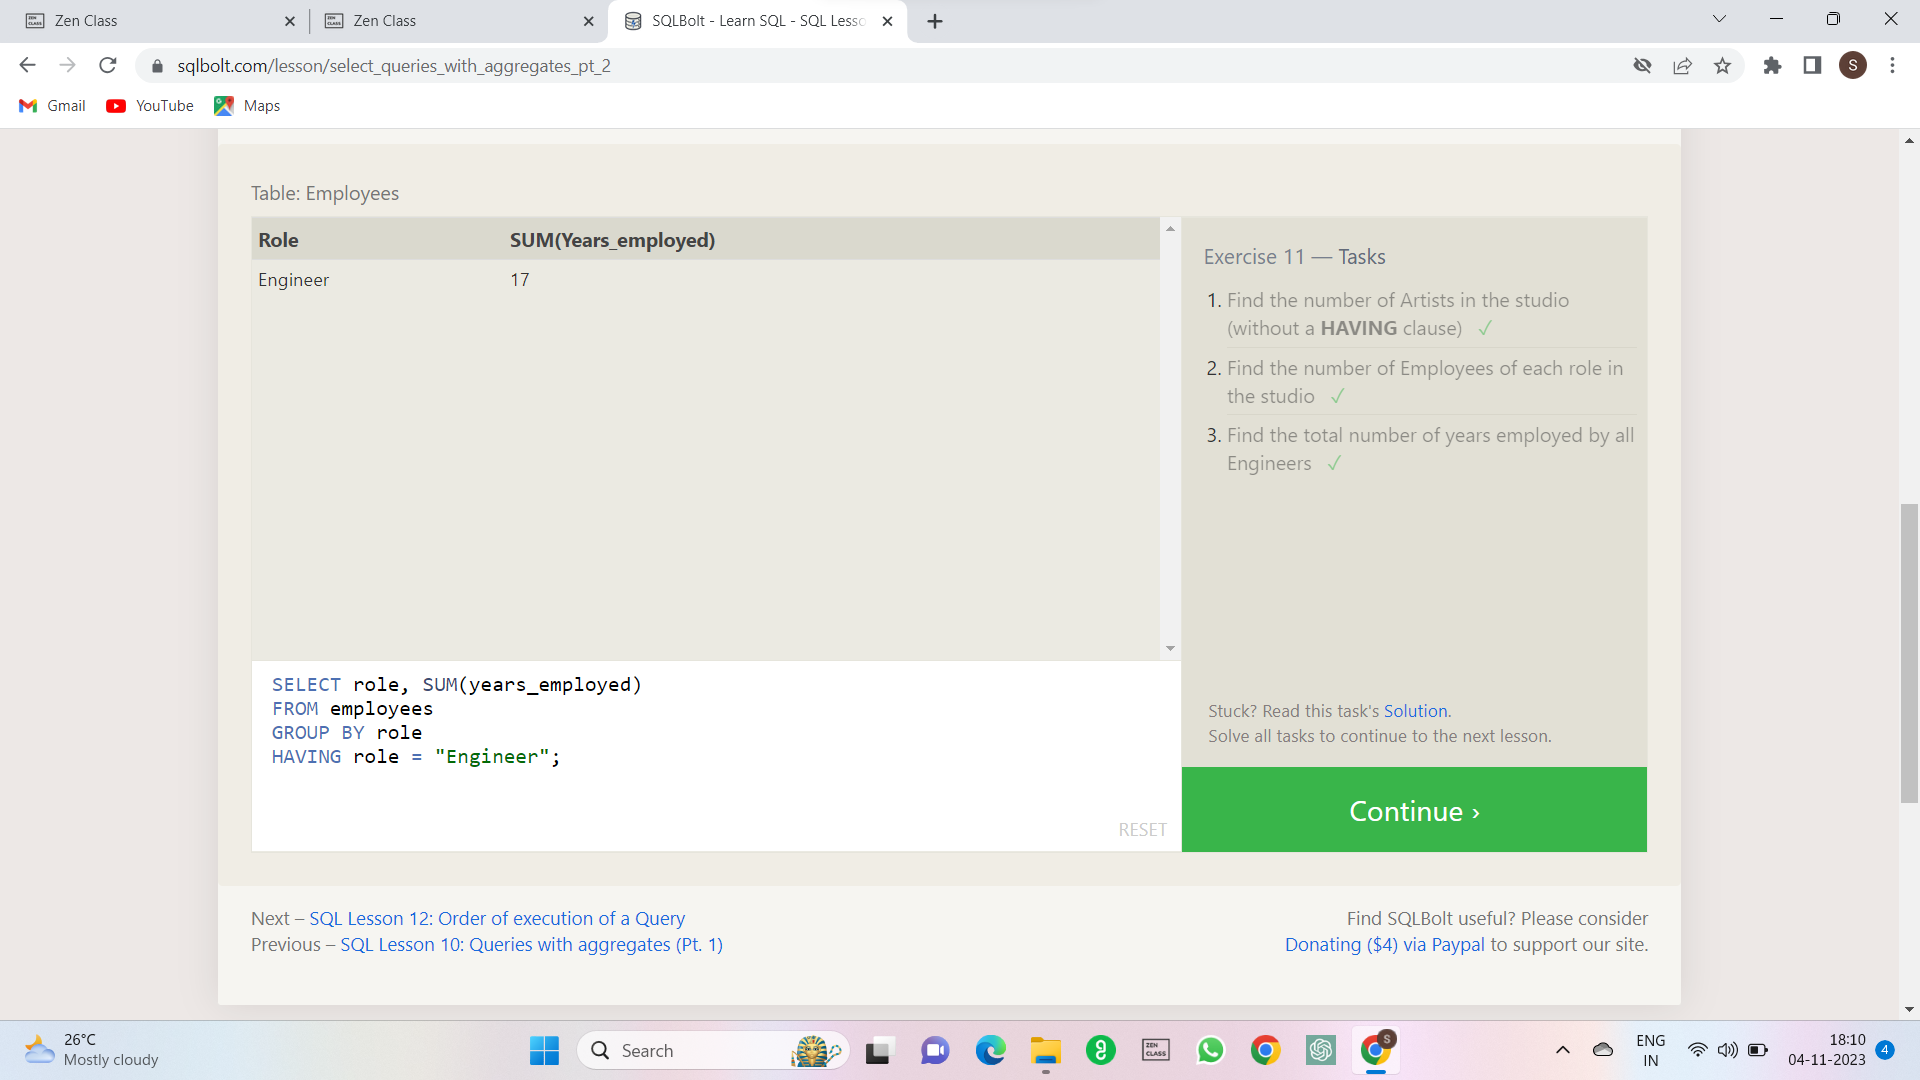 Zen Class
Zen Class
SQLBolt - Learn SQL - SQL Lesso
sqlbolt.com/lesson/select_queries_with_aggregates_pt_2
S
Gmail
YouTube
Maps
Table: Employees
Role SUM(Years_employed)
Engineer 17
Exercise 11 — Tasks
1. Find the number of Artists in the studio
(without a HAVING clause) ✓
2. Find the number of Employees of each role in
the studio ✓
3. Find the total number of years employed by all
Engineers ✓
SELECT role, SUM(years_employed)
FROM employees
GROUP BY role
HAVING role = "Engineer";
RESET
Stuck? Read this task's Solution.
Solve all tasks to continue to the next lesson.
Continue ›
Next – SQL Lesson 12: Order of execution of a Query
Previous – SQL Lesson 10: Queries with aggregates (Pt. 1)
Find SQLBolt useful? Please consider
Donating ($4) via Paypal to support our site.
26°C
Mostly cloudy
Search
ZEN
CLASS
S
ENG
IN
18:10
04-11-2023
4